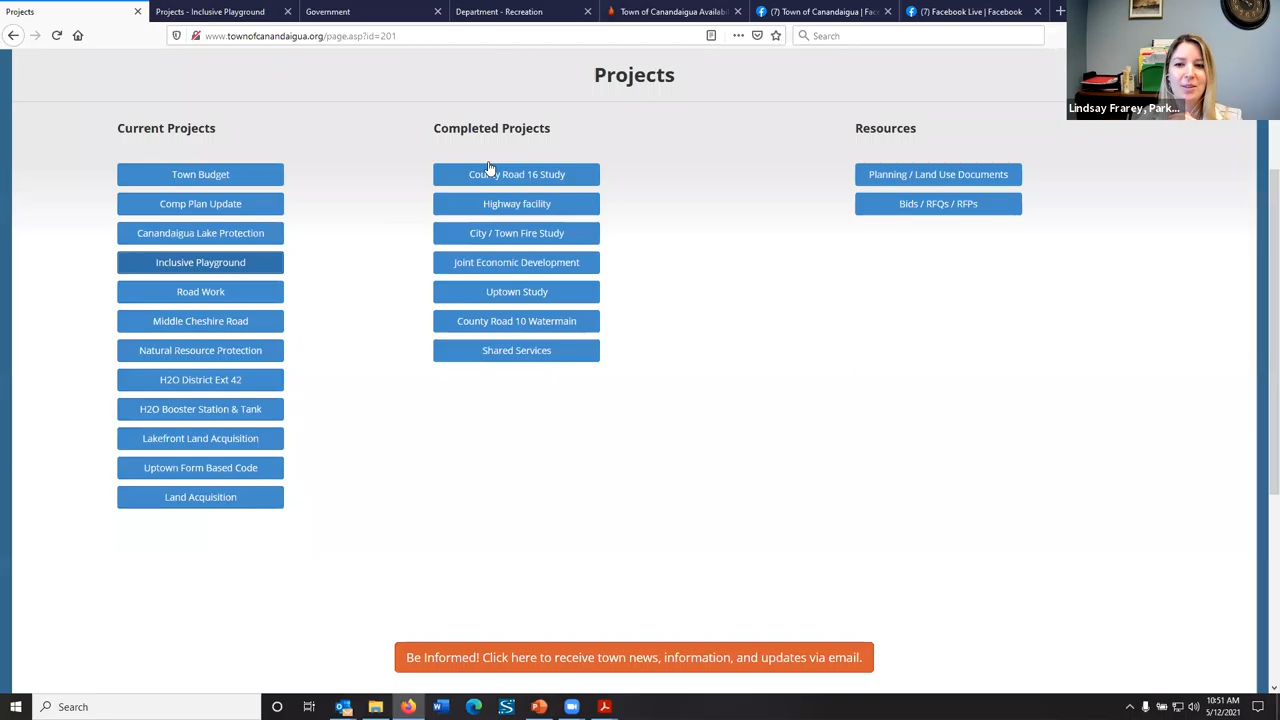 Projects
Projects - Inclusive Playground
Government
Department - Recreation
Town of Canandaigua Availab
(7) Town of Canandaigua | Fac
(7) Facebook Live | Facebook
www.townofcanandaigua.org/page.asp?id=201
Search
Lindsay Frarey, Park...
Projects
Current Projects
Town Budget
Comp Plan Update
Canandaigua Lake Protection
Inclusive Playground
Road Work
Middle Cheshire Road
Natural Resource Protection
H2O District Ext 42
H2O Booster Station & Tank
Lakefront Land Acquisition
Uptown Form Based Code
Land Acquisition
Completed Projects
County Road 16 Study
Highway facility
City / Town Fire Study
Joint Economic Development
Uptown Study
County Road 10 Watermain
Shared Services
Resources
Planning / Land Use Documents
Bids / RFQs / RFPs
Be Informed! Click here to receive town news, information, and updates via email.
Search
10:51 AM
5/12/2021